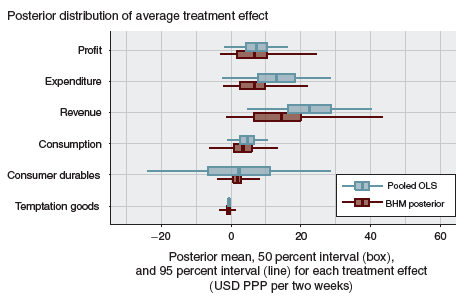 Posterior distribution of average treatment effect
Profit
Expenditure
Revenue
Consumption
Consumer durables
Temptation goods
Pooled OLS
BHM posterior
−20 0 20 40 60
Posterior mean, 50 percent interval (box),
and 95 percent interval (line) for each treatment effect
(USD PPP per two weeks)